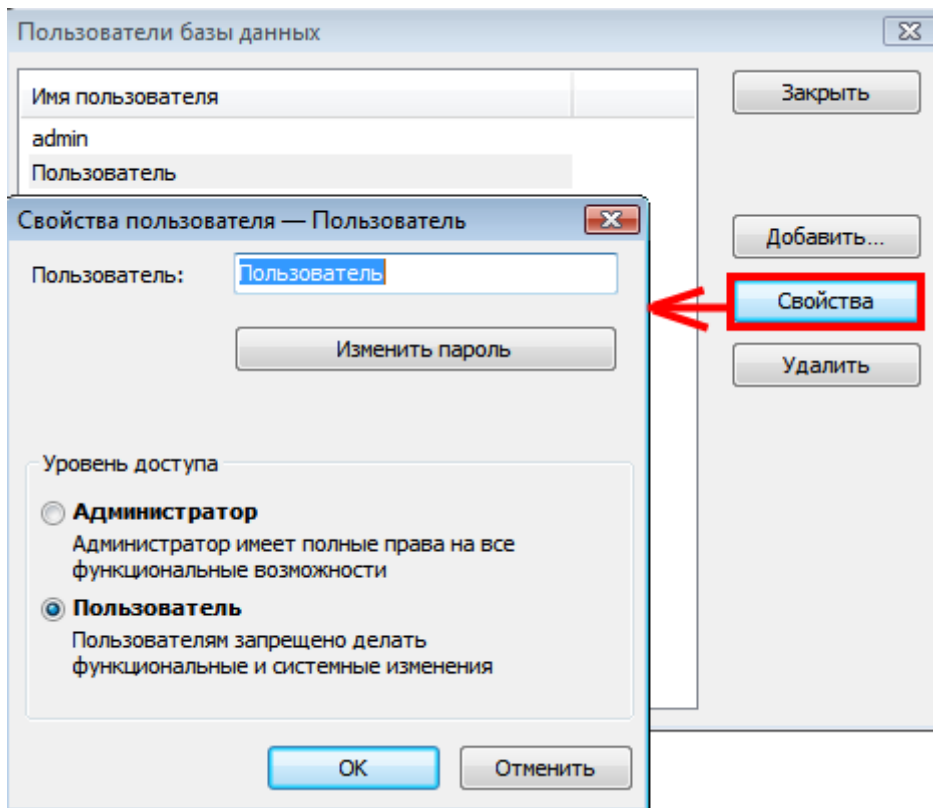 Пользователи базы данных
Имя пользователя
Закрыть
admin
Пользователь
Свойства пользователя — Пользователь
Добавить...
Пользователь: Пользователь
Свойства
Изменить пароль
Удалить
Уровень доступа
Администратор
Администратор имеет полные права на все
функциональные возможности
Пользователь
Пользователям запрещено делать
функциональные и системные изменения
OK
Отменить